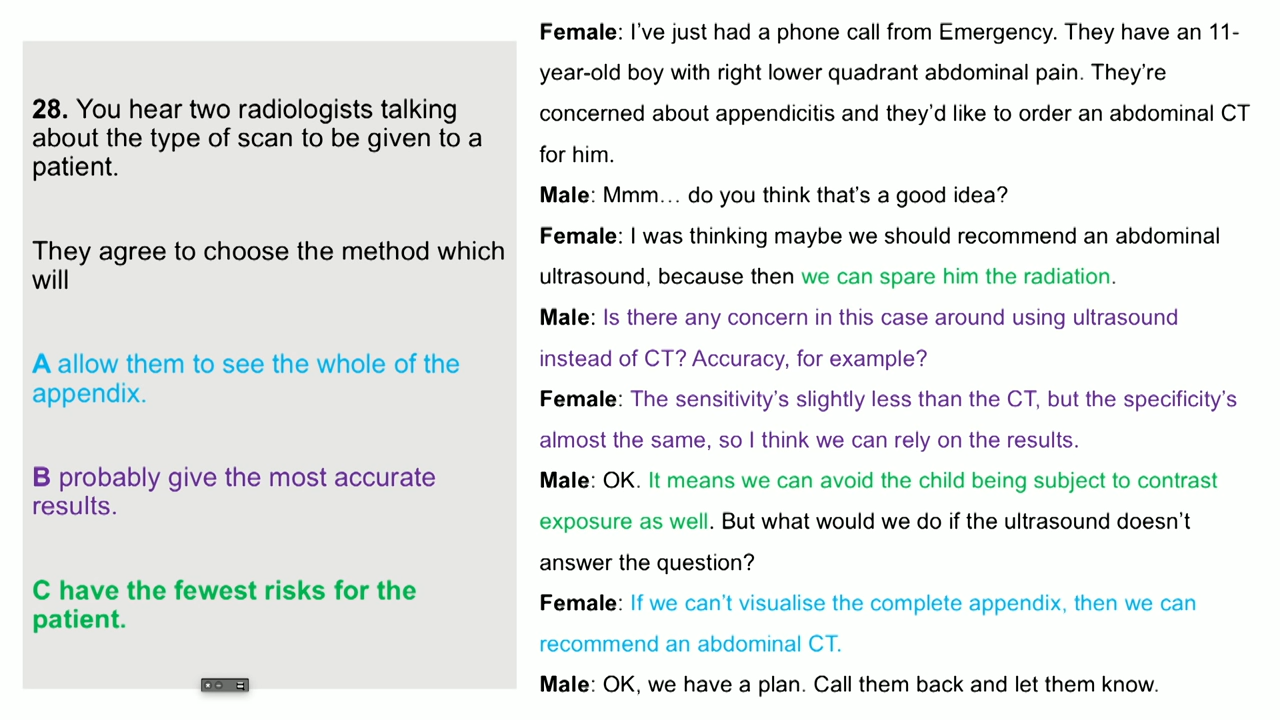 28. You hear two radiologists talking
about the type of scan to be given to a
patient.
They agree to choose the method which
will
A allow them to see the whole of the
appendix.
B probably give the most accurate
results.
C have the fewest risks for the
patient.
Female: I’ve just had a phone call from Emergency. They have an 11-
year-old boy with right lower quadrant abdominal pain. They’re
concerned about appendicitis and they’d like to order an abdominal CT
for him.
Male: Mmm… do you think that’s a good idea?
Female: I was thinking maybe we should recommend an abdominal
ultrasound, because then we can spare him the radiation.
Male: Is there any concern in this case around using ultrasound
instead of CT? Accuracy, for example?
Female: The sensitivity’s slightly less than the CT, but the specificity’s
almost the same, so I think we can rely on the results.
Male: OK. It means we can avoid the child being subject to contrast
exposure as well. But what would we do if the ultrasound doesn’t
answer the question?
Female: If we can’t visualise the complete appendix, then we can
recommend an abdominal CT.
Male: OK, we have a plan. Call them back and let them know.